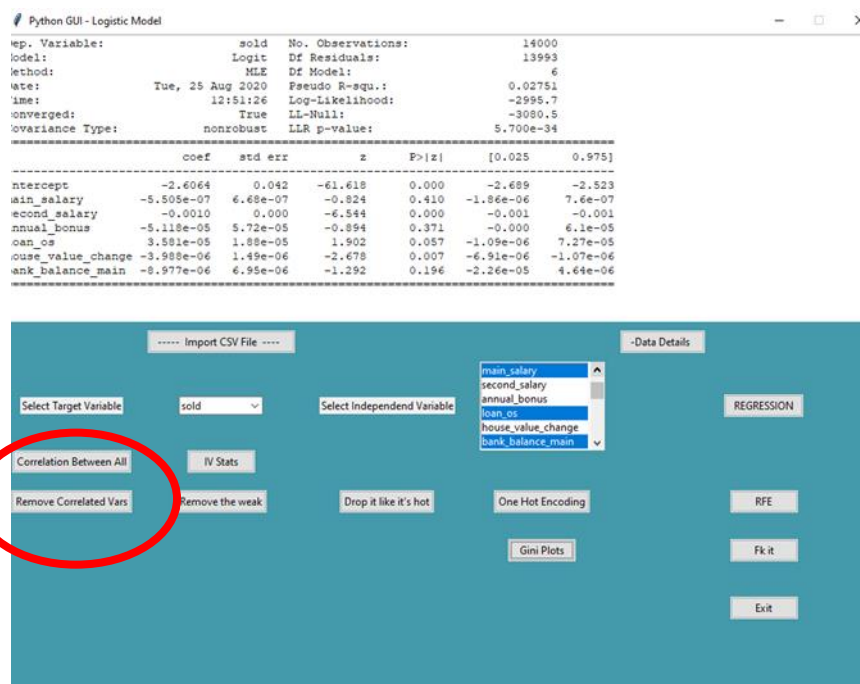 Python GUI - Logistic Model
ep. Variable: sold No. Observations: 14000
odel: Logit Df Residuals: 13993
ethod: MLE Df Model: 6
ate: Tue, 25 Aug 2020 Pseudo R-squ.: 0.02751
ime: 12:51:26 Log-Likelihood: -2995.7
onverged: True LL-Null: -3080.5
ovariance Type: nonrobust LLR p-value: 5.700e-34
coef std err z P>|z| [0.025 0.975]
ntercept -2.6064 0.042 -61.618 0.000 -2.689 -2.523
ain_salary -5.505e-07 6.68e-07 -0.824 0.410 -1.86e-06 7.6e-07
econd_salary -0.0010 0.000 -6.544 0.000 -0.001 -0.001
nnual_bonus -5.118e-05 5.72e-05 -0.894 0.371 -0.000 6.1e-05
oan_os 3.581e-05 1.88e-05 1.902 0.057 -1.09e-06 7.27e-05
ouse_value_change -3.988e-06 1.49e-06 -2.678 0.007 -6.91e-06 -1.07e-06
ank_balance_main -8.977e-06 6.95e-06 -1.292 0.196 -2.26e-05 4.64e-06
----- Import CSV File ----
-Data Details
Select Target Variable
sold
Select Independend Variable
main_salary
second_salary
annual_bonus
loan_os
house_value_change
bank_balance_main
REGRESSION
Correlation Between All
IV Stats
Remove Correlated Vars
Remove the weak
Drop it like it's hot
One Hot Encoding
RFE
Gini Plots
Fk it
Exit